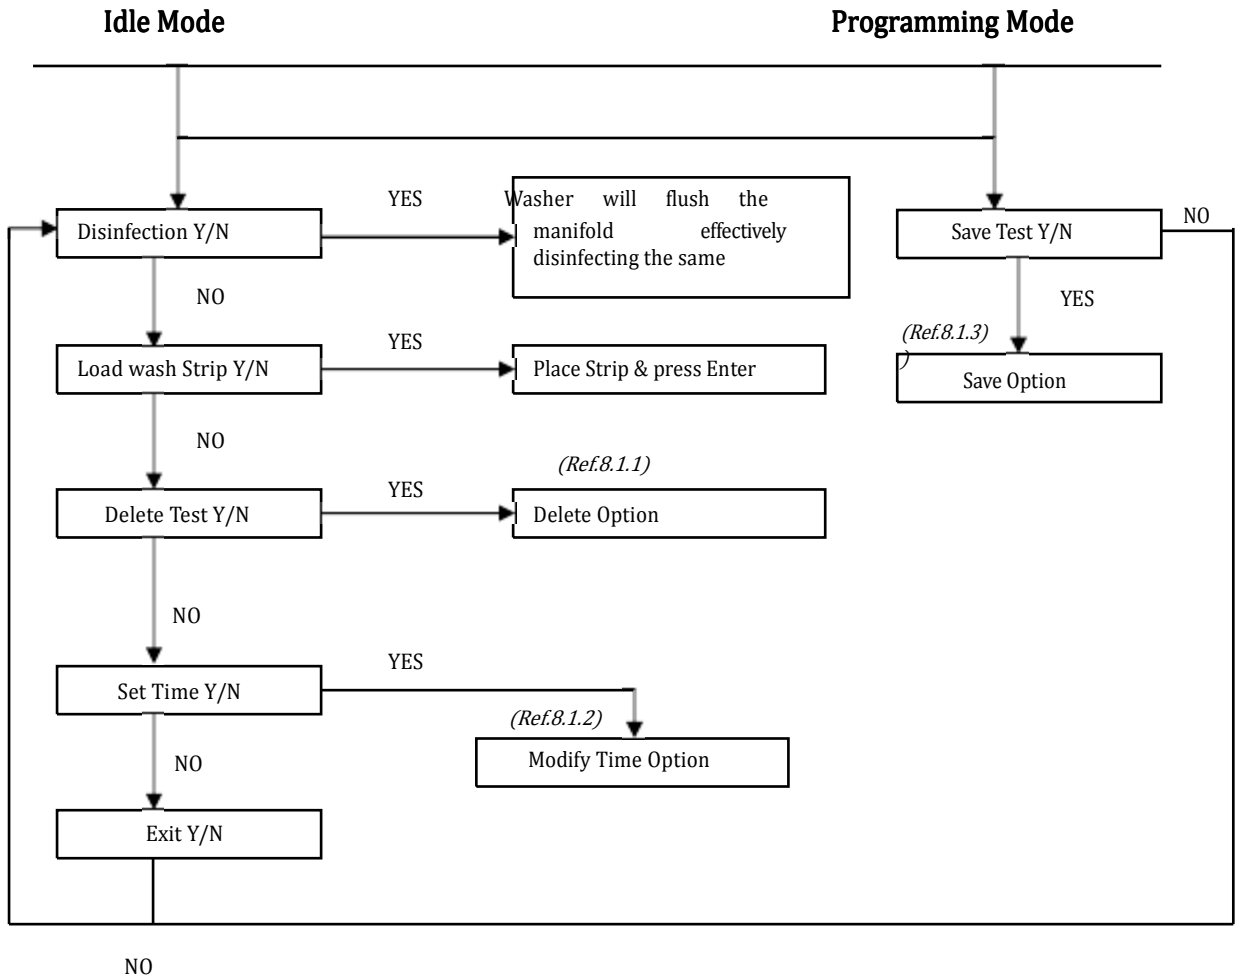 Idle Mode
Programming Mode
YES
Washer will flush the
manifold effectively
disinfecting the same
NO
Disinfection Y/N
Save Test Y/N
NO
YES
YES
(Ref.8.1.3)
)
Load wash Strip Y/N
Place Strip & press Enter
Save Option
NO
(Ref.8.1.1)
YES
Delete Test Y/N
Delete Option
NO
YES
Set Time Y/N
(Ref.8.1.2)
NO
Modify Time Option
Exit Y/N
NO